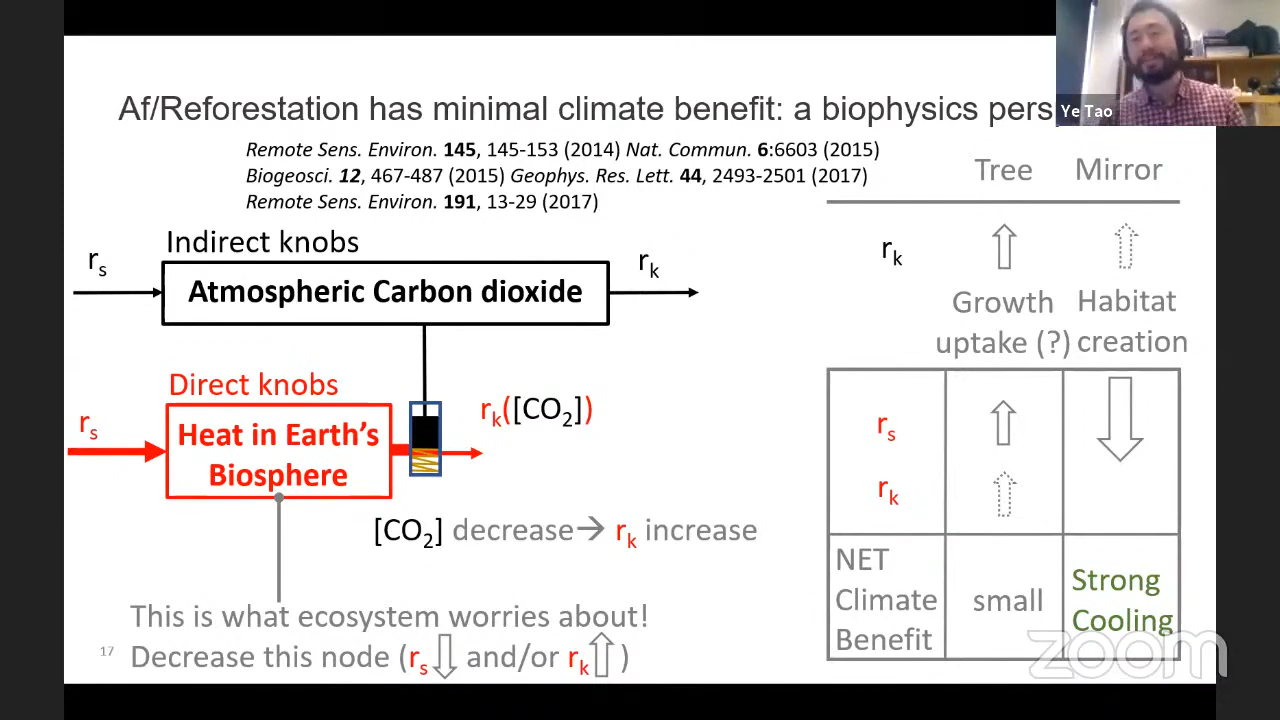 Af/Reforestation has minimal climate benefit: a biophysics pers
Ye Tao
Remote Sens. Environ. 145, 145-153 (2014) Nat. Commun. 6:6603 (2015)
Biogeosci. 12, 467-487 (2015) Geophys. Res. Lett. 44, 2493-2501 (2017)
Remote Sens. Environ. 191, 13-29 (2017)
Indirect knobs
rs
Atmospheric Carbon dioxide
rk
Direct knobs
rs
Heat in Earth's
Biosphere
rk([CO2])
[CO2] decrease→ rk increase
This is what ecosystem worries about!
17
Decrease this node (rs⇩ and/or rk⇧)
Tree Mirror
rk
Growth
uptake (?)
Habitat
creation
rs
rk
NET
Climate
Benefit
small
Strong
Cooling
zoom